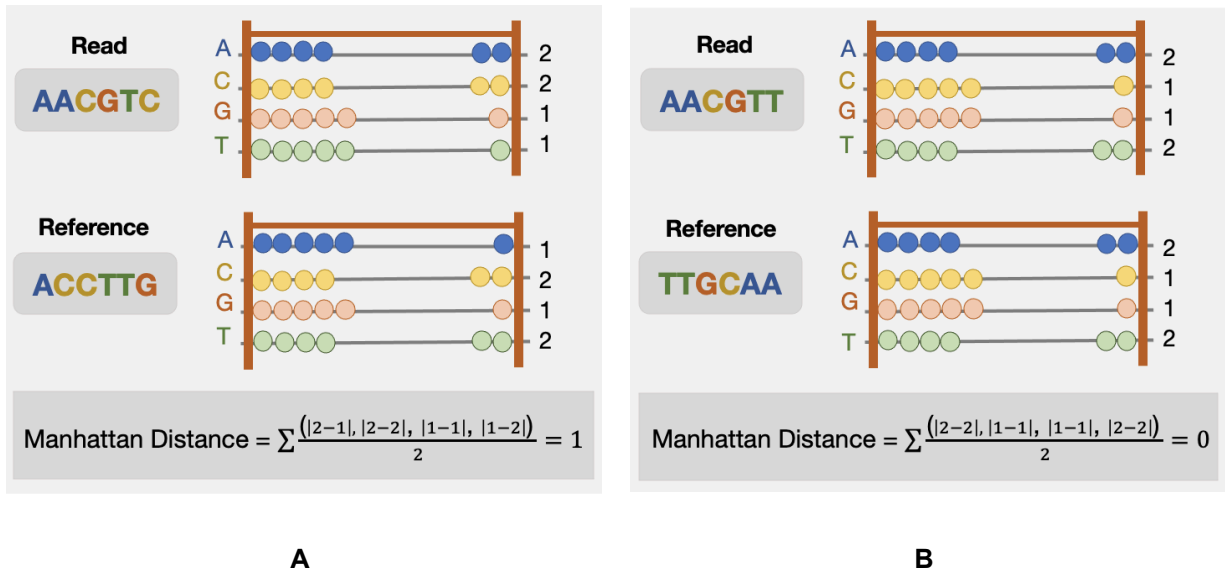 Read
AACGTC
A 2
C 2
G 1
T 1
Reference
ACCTTG
A 1
C 2
G 1
T 2
Manhattan Distance = ∑ (|2−1|, |2−2|, |1−1|, |1−2|) / 2 = 1
A
Read
AACGTT
A 2
C 1
G 1
T 2
Reference
TTGCAA
A 2
C 1
G 1
T 2
Manhattan Distance = ∑ (|2−2|, |1−1|, |1−1|, |2−2|) / 2 = 0
B